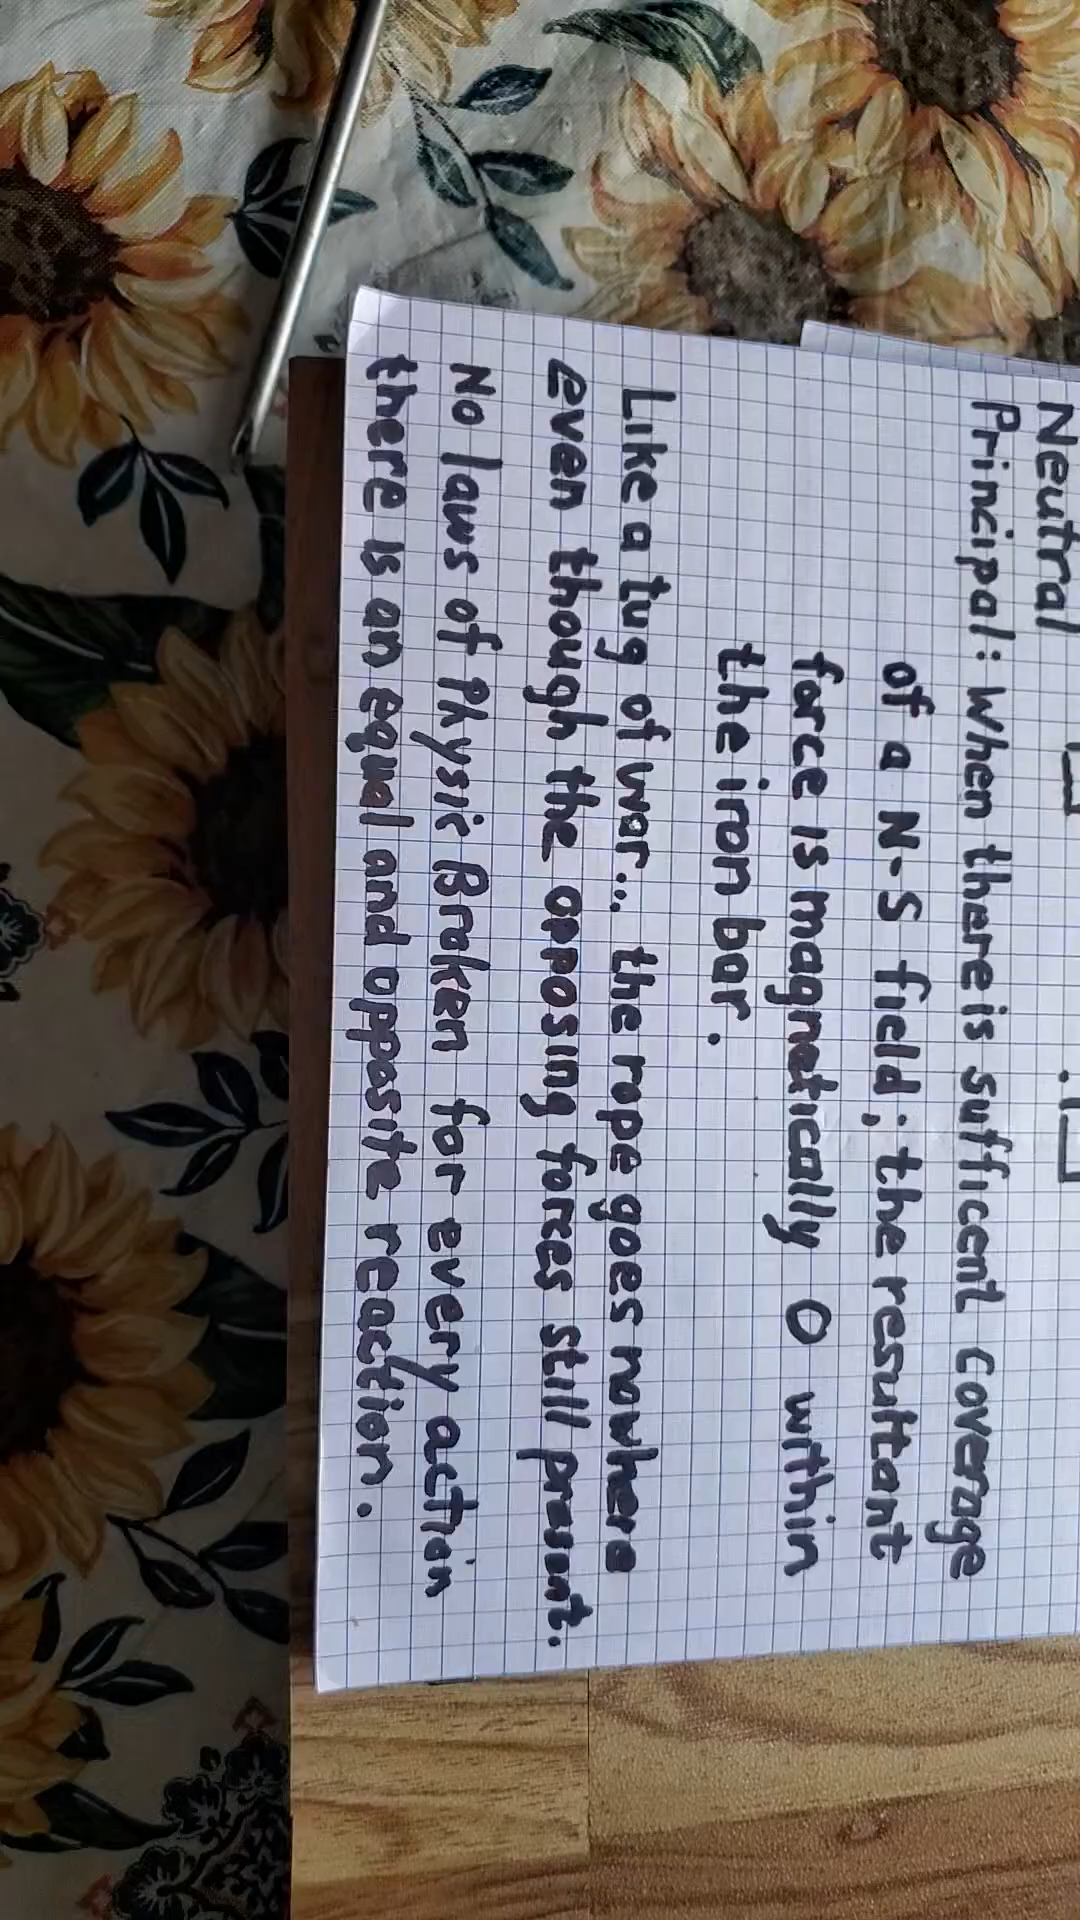 Neutral
Principal: When there is sufficent coverage
of a N-S field; the resultant
force is magnetically 0 within
the iron bar.
Like a tug of war... the rope goes nowhere
even though the opposing forces still present.
No laws of Physic Broken for every action
there is an equal and opposite reaction.